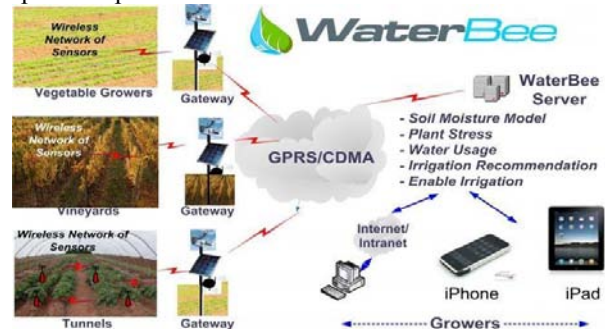 WaterBee
Wireless Network of
Sensors
Vegetable Growers
Gateway
WaterBee
Server
- Soil Moisture Model
- Plant Stress
- Water Usage
- Irrigation Recommendation
- Enable Irrigation
GPRS/CDMA
Wireless Network of
Sensors
Vineyards
Gateway
Internet/
Intranet
Wireless Network of
Sensors
Tunnels
Gateway
iPhone
iPad
Growers